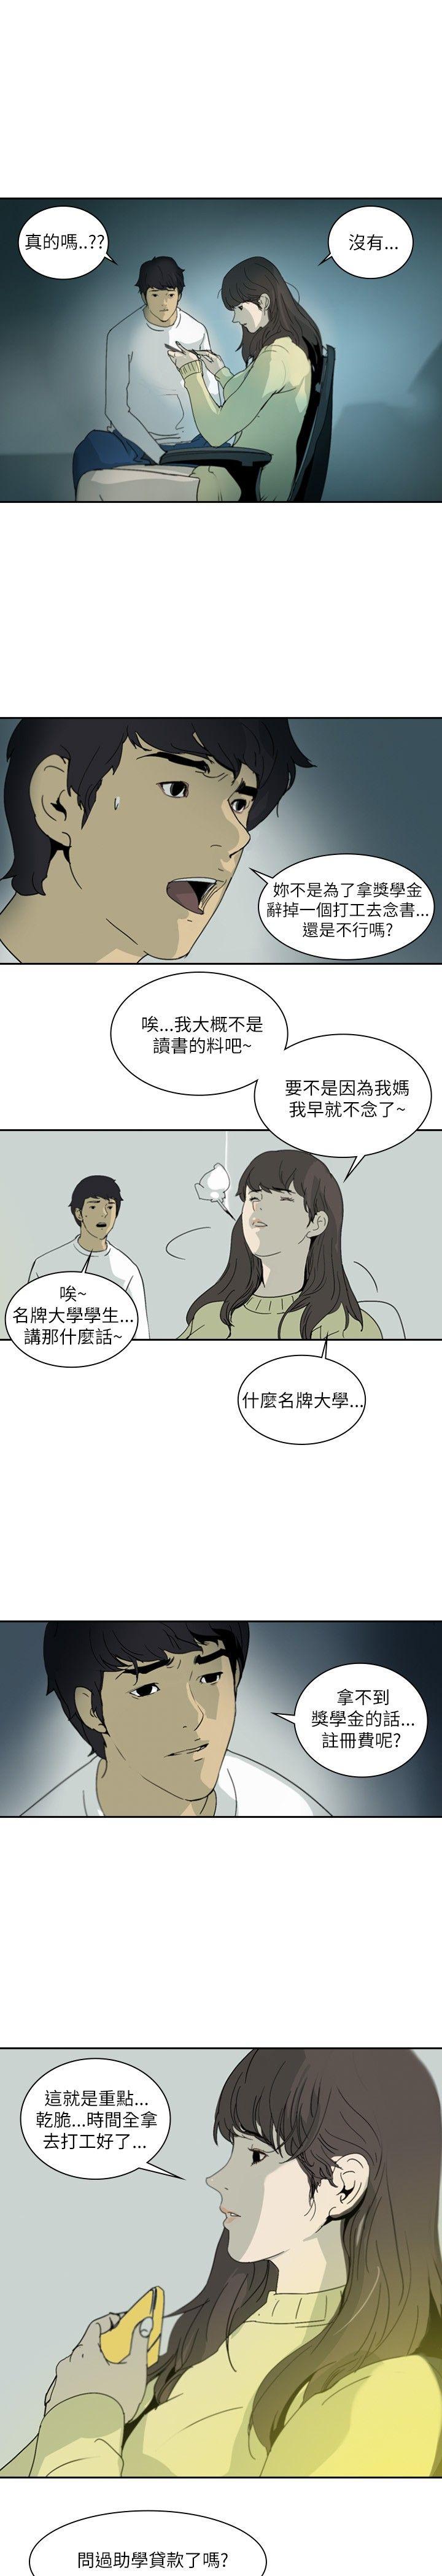 真的嗎..??
沒有...
妳不是為了拿獎學金
辭掉一個打工去念書...
還是不行嗎?
唉...我大概不是
讀書的料吧~
要不是因為我媽
我早就不念了~
唉~
名牌大學學生...
講那什麼話~
什麼名牌大學...
拿不到
獎學金的話...
註冊費呢?
這就是重點...
乾脆...時間全拿
去打工好了...
問過助學貸款了嗎?